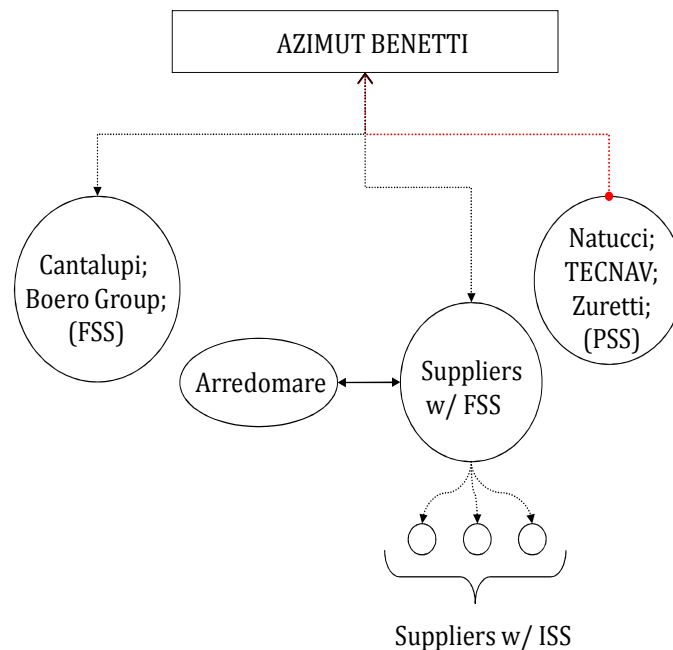 AZIMUT BENETTI
Cantalupi;
Boero Group;
(FSS)
Natucci;
TECNAV;
Zuretti;
(PSS)
Arredomare
Suppliers
w/ FSS
Suppliers w/ ISS